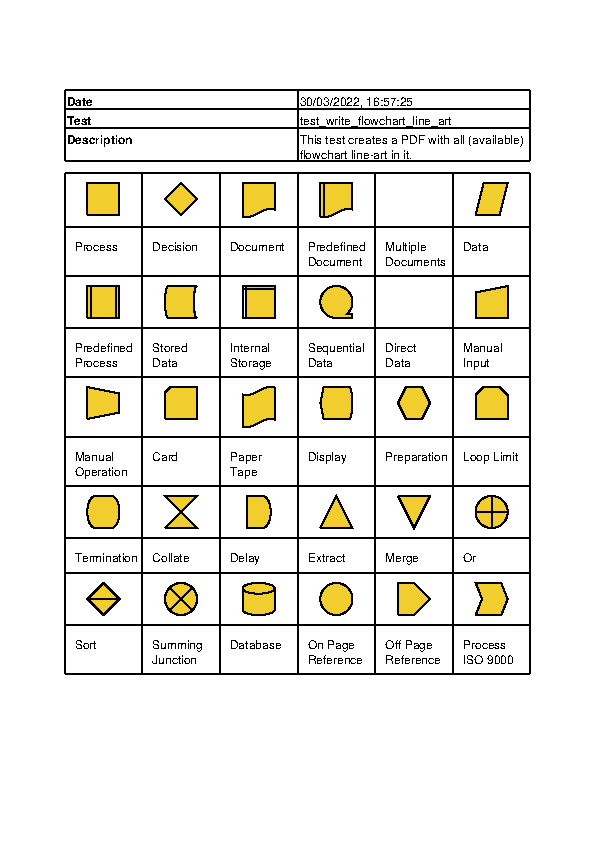 Date 30/03/2022, 16:57:25
Test test_write_flowchart_line_art
Description This test creates a PDF with all (available)
flowchart line-art in it.
Process Decision Document Predefined Multiple Data
Document Documents
Predefined Stored Internal Sequential Direct Manual
Process Data Storage Data Data Input
Manual Card Paper Display Preparation Loop Limit
Operation Tape
Termination Collate Delay Extract Merge Or
Sort Summing Database On Page Off Page Process
Junction Reference Reference ISO 9000